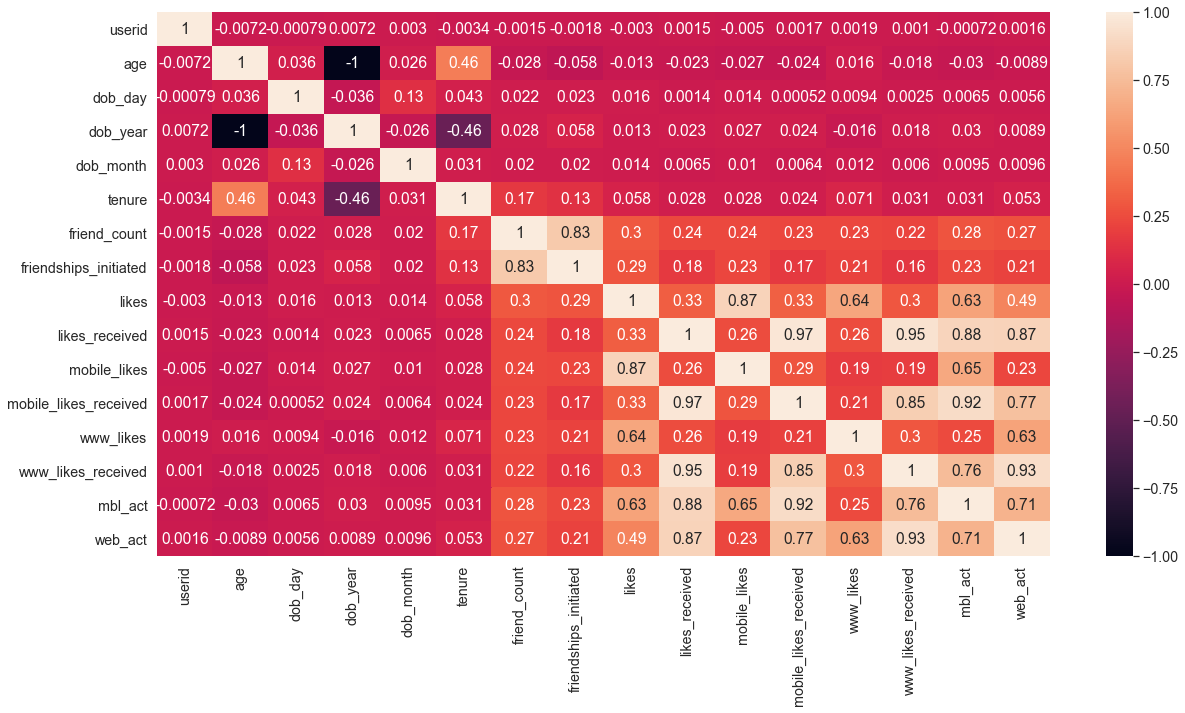 userid 1 -0.0072 -0.00079 0.0072 0.003 -0.0034 -0.0015 -0.0018 -0.003 0.0015 -0.005 0.0017 0.0019 0.001 -0.00072 0.0016 1.00
age -0.0072 1 0.036 -1 0.026 0.46 -0.028 -0.058 -0.013 -0.023 -0.027 -0.024 0.016 -0.018 -0.03 -0.0089
0.75
dob_day -0.00079 0.036 1 -0.036 0.13 0.043 0.022 0.023 0.016 0.0014 0.014 0.00052 0.0094 0.0025 0.0065 0.0056
dob_year 0.0072 -1 -0.036 1 -0.026 -0.46 0.028 0.058 0.013 0.023 0.027 0.024 -0.016 0.018 0.03 0.0089
0.50
dob_month 0.003 0.026 0.13 -0.026 1 0.031 0.02 0.02 0.014 0.0065 0.01 0.0064 0.012 0.006 0.0095 0.0096
tenure -0.0034 0.46 0.043 -0.46 0.031 1 0.17 0.13 0.058 0.028 0.028 0.024 0.071 0.031 0.031 0.053
0.25
friend_count -0.0015 -0.028 0.022 0.028 0.02 0.17 1 0.83 0.3 0.24 0.24 0.23 0.23 0.22 0.28 0.27
friendships_initiated -0.0018 -0.058 0.023 0.058 0.02 0.13 0.83 1 0.29 0.18 0.23 0.17 0.21 0.16 0.23 0.21
0.00
likes -0.003 -0.013 0.016 0.013 0.014 0.058 0.3 0.29 1 0.33 0.87 0.33 0.64 0.3 0.63 0.49
likes_received 0.0015 -0.023 0.0014 0.023 0.0065 0.028 0.24 0.18 0.33 1 0.26 0.97 0.26 0.95 0.88 0.87
−0.25
mobile_likes -0.005 -0.027 0.014 0.027 0.01 0.028 0.24 0.23 0.87 0.26 1 0.29 0.19 0.19 0.65 0.23
mobile_likes_received 0.0017 -0.024 0.00052 0.024 0.0064 0.024 0.23 0.17 0.33 0.97 0.29 1 0.21 0.85 0.92 0.77
−0.50
www_likes 0.0019 0.016 0.0094 -0.016 0.012 0.071 0.23 0.21 0.64 0.26 0.19 0.21 1 0.3 0.25 0.63
www_likes_received 0.001 -0.018 0.0025 0.018 0.006 0.031 0.22 0.16 0.3 0.95 0.19 0.85 0.3 1 0.76 0.93
−0.75
mbl_act -0.00072 -0.03 0.0065 0.03 0.0095 0.031 0.28 0.23 0.63 0.88 0.65 0.92 0.25 0.76 1 0.71
web_act 0.0016 -0.0089 0.0056 0.0089 0.0096 0.053 0.27 0.21 0.49 0.87 0.23 0.77 0.63 0.93 0.71 1
−1.00
userid age dob_day dob_year dob_month tenure friend_count friendships_initiated likes likes_received mobile_likes mobile_likes_received www_likes www_likes_received mbl_act web_act